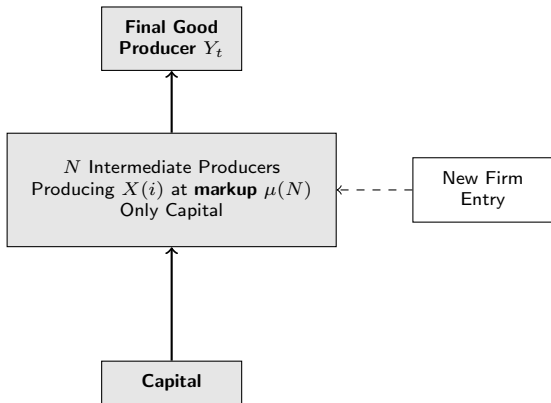 Final Good
Producer Y_t
N Intermediate Producers
Producing X(i) at markup μ(N)
Only Capital
New Firm
Entry
Capital